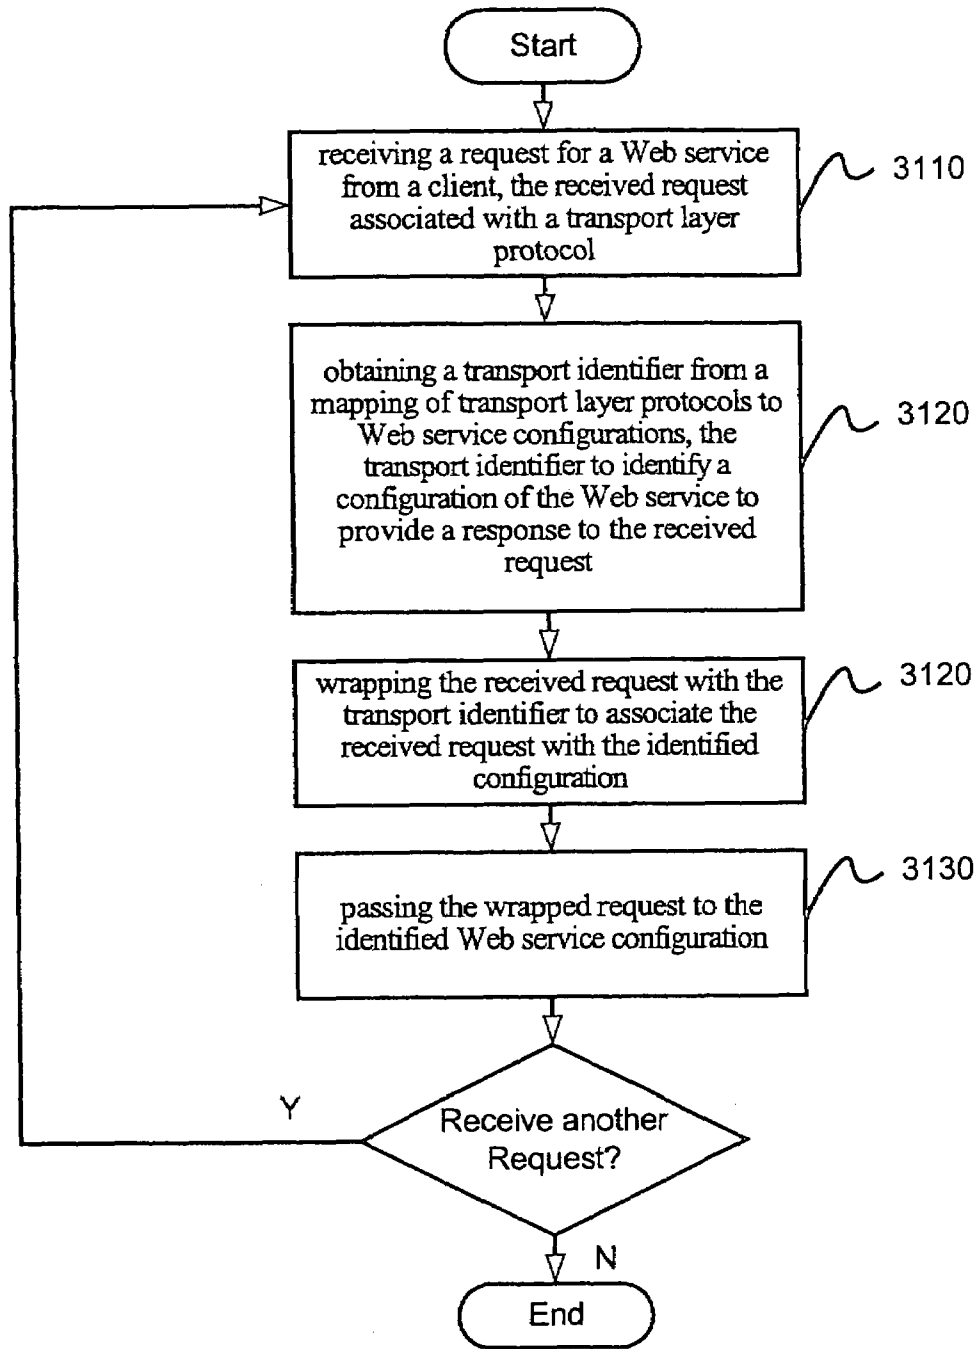 Start
receiving a request for a Web service
from a client, the received request
associated with a transport layer
protocol
3110
obtaining a transport identifier from a
mapping of transport layer protocols to
Web service configurations, the
transport identifier to identify a
configuration of the Web service to
provide a response to the received
request
3120
wrapping the received request with the
transport identifier to associate the
received request with the identified
configuration
3120
passing the wrapped request to the
identified Web service configuration
3130
Receive another
Request?
Y
N
End